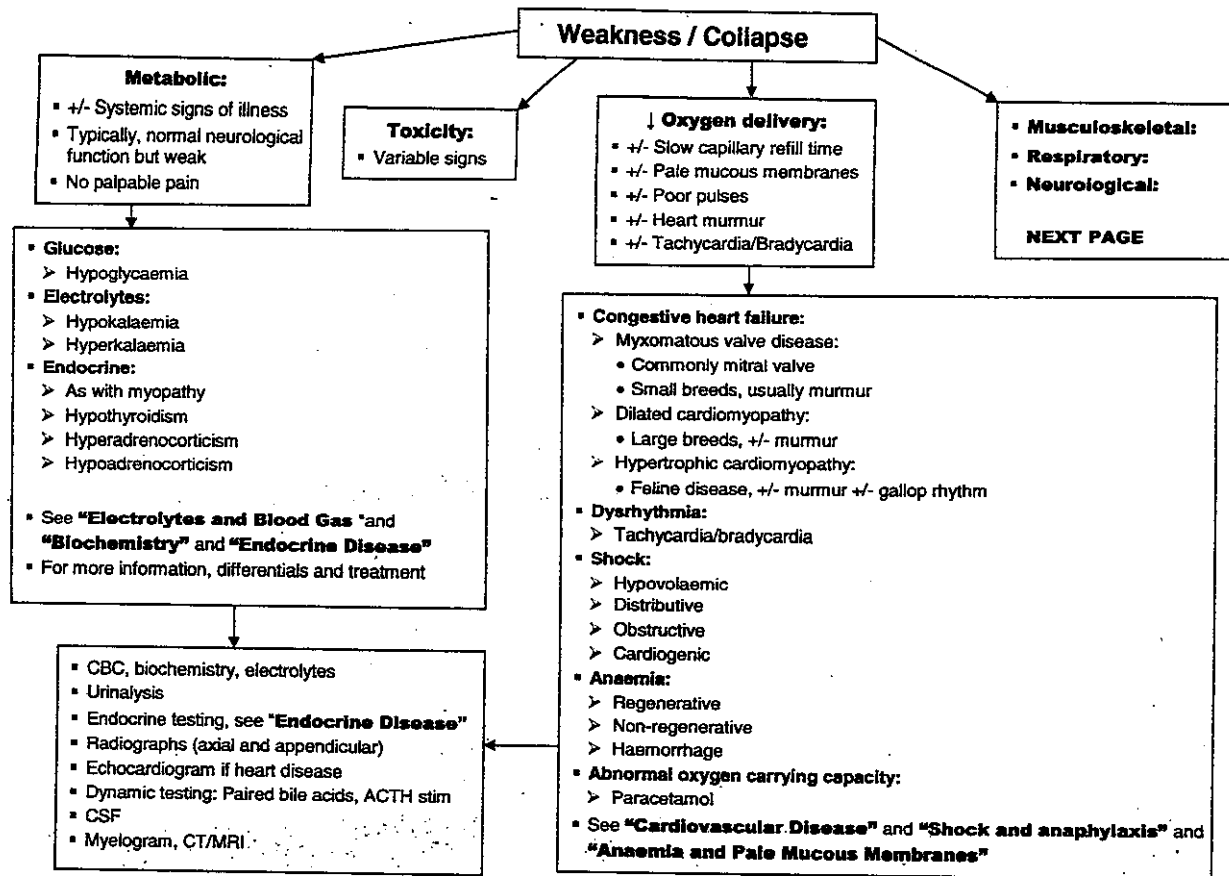 Weakness / Collapse
Metabolic:
▪ +/- Systemic signs of illness
▪ Typically, normal neurological
function but weak
▪ No palpable pain
Toxicity:
▪ Variable signs
↓ Oxygen delivery:
▪ +/- Slow capillary refill time
▪ +/- Pale mucous membranes
▪ +/- Poor pulses
▪ +/- Heart murmur
▪ +/- Tachycardia/Bradycardia
▪ Musculoskeletal:
▪ Respiratory:
▪ Neurological:
NEXT PAGE
▪ Glucose:
➢ Hypoglycaemia
▪ Electrolytes:
➢ Hypokalaemia
➢ Hyperkalaemia
▪ Endocrine:
➢ As with myopathy
➢ Hypothyroidism
➢ Hyperadrenocorticism
➢ Hypoadrenocorticism
▪ See "Electrolytes and Blood Gas "and
"Biochemistry" and "Endocrine Disease"
▪ For more information, differentials and treatment
▪ Congestive heart failure:
➢ Myxomatous valve disease:
• Commonly mitral valve
• Small breeds, usually murmur
➢ Dilated cardiomyopathy:
• Large breeds, +/- murmur
➢ Hypertrophic cardiomyopathy:
• Feline disease, +/- murmur +/- gallop rhythm
▪ Dysrhythmia:
➢ Tachycardia/bradycardia
▪ Shock:
➢ Hypovolaemic
➢ Distributive
➢ Obstructive
➢ Cardiogenic
▪ Anaemia:
➢ Regenerative
➢ Non-regenerative
➢ Haemorrhage
▪ Abnormal oxygen carrying capacity:
➢ Paracetamol
▪ See "Cardiovascular Disease" and "Shock and anaphylaxis" and
"Anaemia and Pale Mucous Membranes"
▪ CBC, biochemistry, electrolytes
▪ Urinalysis
▪ Endocrine testing, see "Endocrine Disease"
▪ Radiographs (axial and appendicular)
▪ Echocardiogram if heart disease
▪ Dynamic testing: Paired bile acids, ACTH stim
▪ CSF
▪ Myelogram, CT/MRI